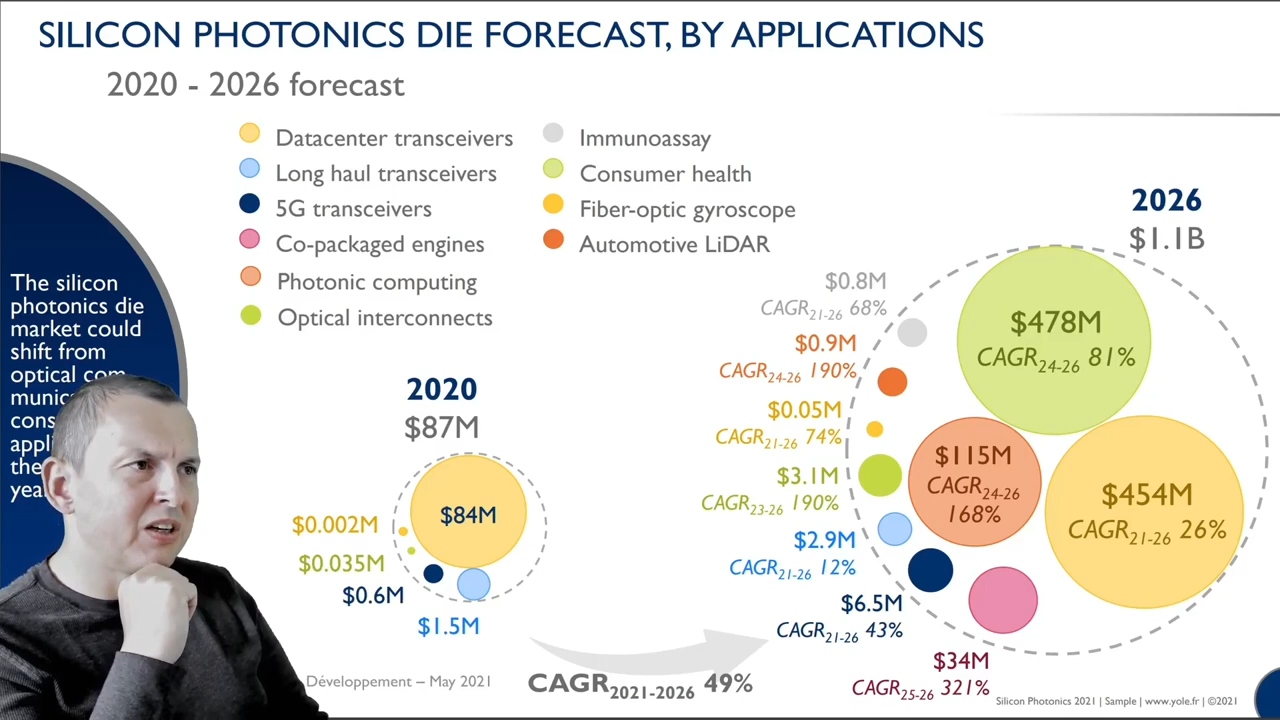 SILICON PHOTONICS DIE FORECAST, BY APPLICATIONS
2020 - 2026 forecast
Datacenter transceivers
Long haul transceivers
5G transceivers
Co-packaged engines
Photonic computing
Optical interconnects
Immunoassay
Consumer health
Fiber-optic gyroscope
Automotive LiDAR
The silicon
photonics die
market could
shift from
optical com
munic
cons
appl
the
yea
2020
$87M
$84M
$0.002M
$0.035M
$0.6M
$1.5M
Développement – May 2021
CAGR2021-2026 49%
2026
$1.1B
$0.8M
CAGR21-26 68%
$0.9M
CAGR24-26 190%
$0.05M
CAGR21-26 74%
$3.1M
CAGR23-26 190%
$2.9M
CAGR21-26 12%
$6.5M
CAGR21-26 43%
$34M
CAGR25-26 321%
$478M
CAGR24-26 81%
$115M
CAGR24-26
168%
$454M
CAGR21-26 26%
Silicon Photonics 2021 | Sample | www.yole.fr | ©2021